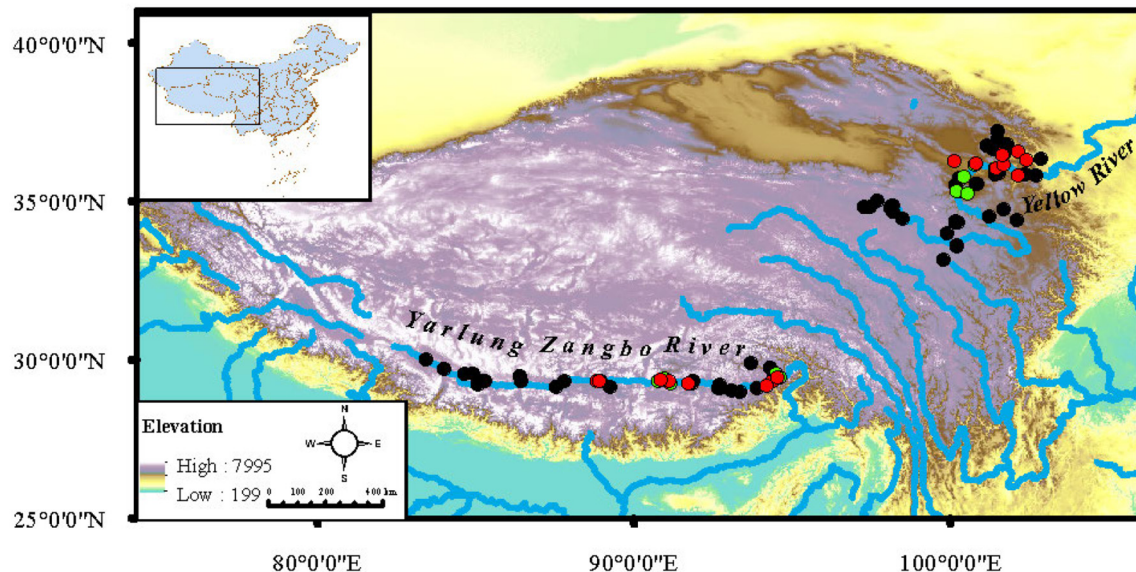 40°0'0"N
35°0'0"N
30°0'0"N
25°0'0"N
Yellow River
Yarlung Zangbo River
Elevation
High : 7995
Low : 199
N
W E
S
0 100 200 400 km
80°0'0"E 90°0'0"E 100°0'0"E